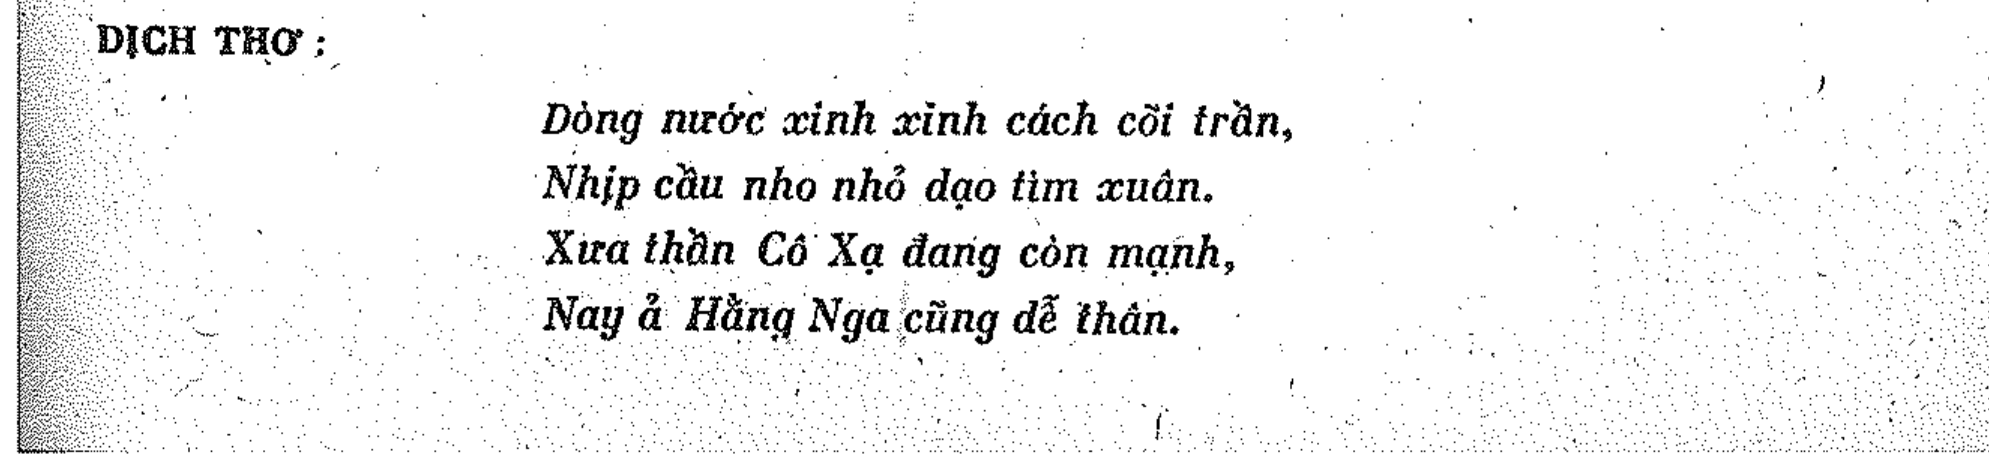 DỊCH THƠ :
Dòng nước xinh xinh cách cõi trần,
Nhịp cầu nho nhỏ dạo tìm xuân.
Xưa thần Cô Xạ đang còn mạnh,
Nay ả Hằng Nga cũng dễ thân.